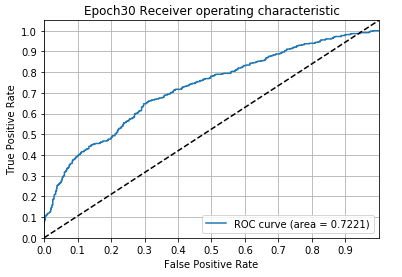 Epoch30 Receiver operating characteristic
True Positive Rate
1.0
0.9
0.8
0.7
0.6
0.5
0.4
0.3
0.2
0.1
0.0
ROC curve (area = 0.7221)
0.0 0.1 0.2 0.3 0.4 0.5 0.6 0.7 0.8 0.9
False Positive Rate